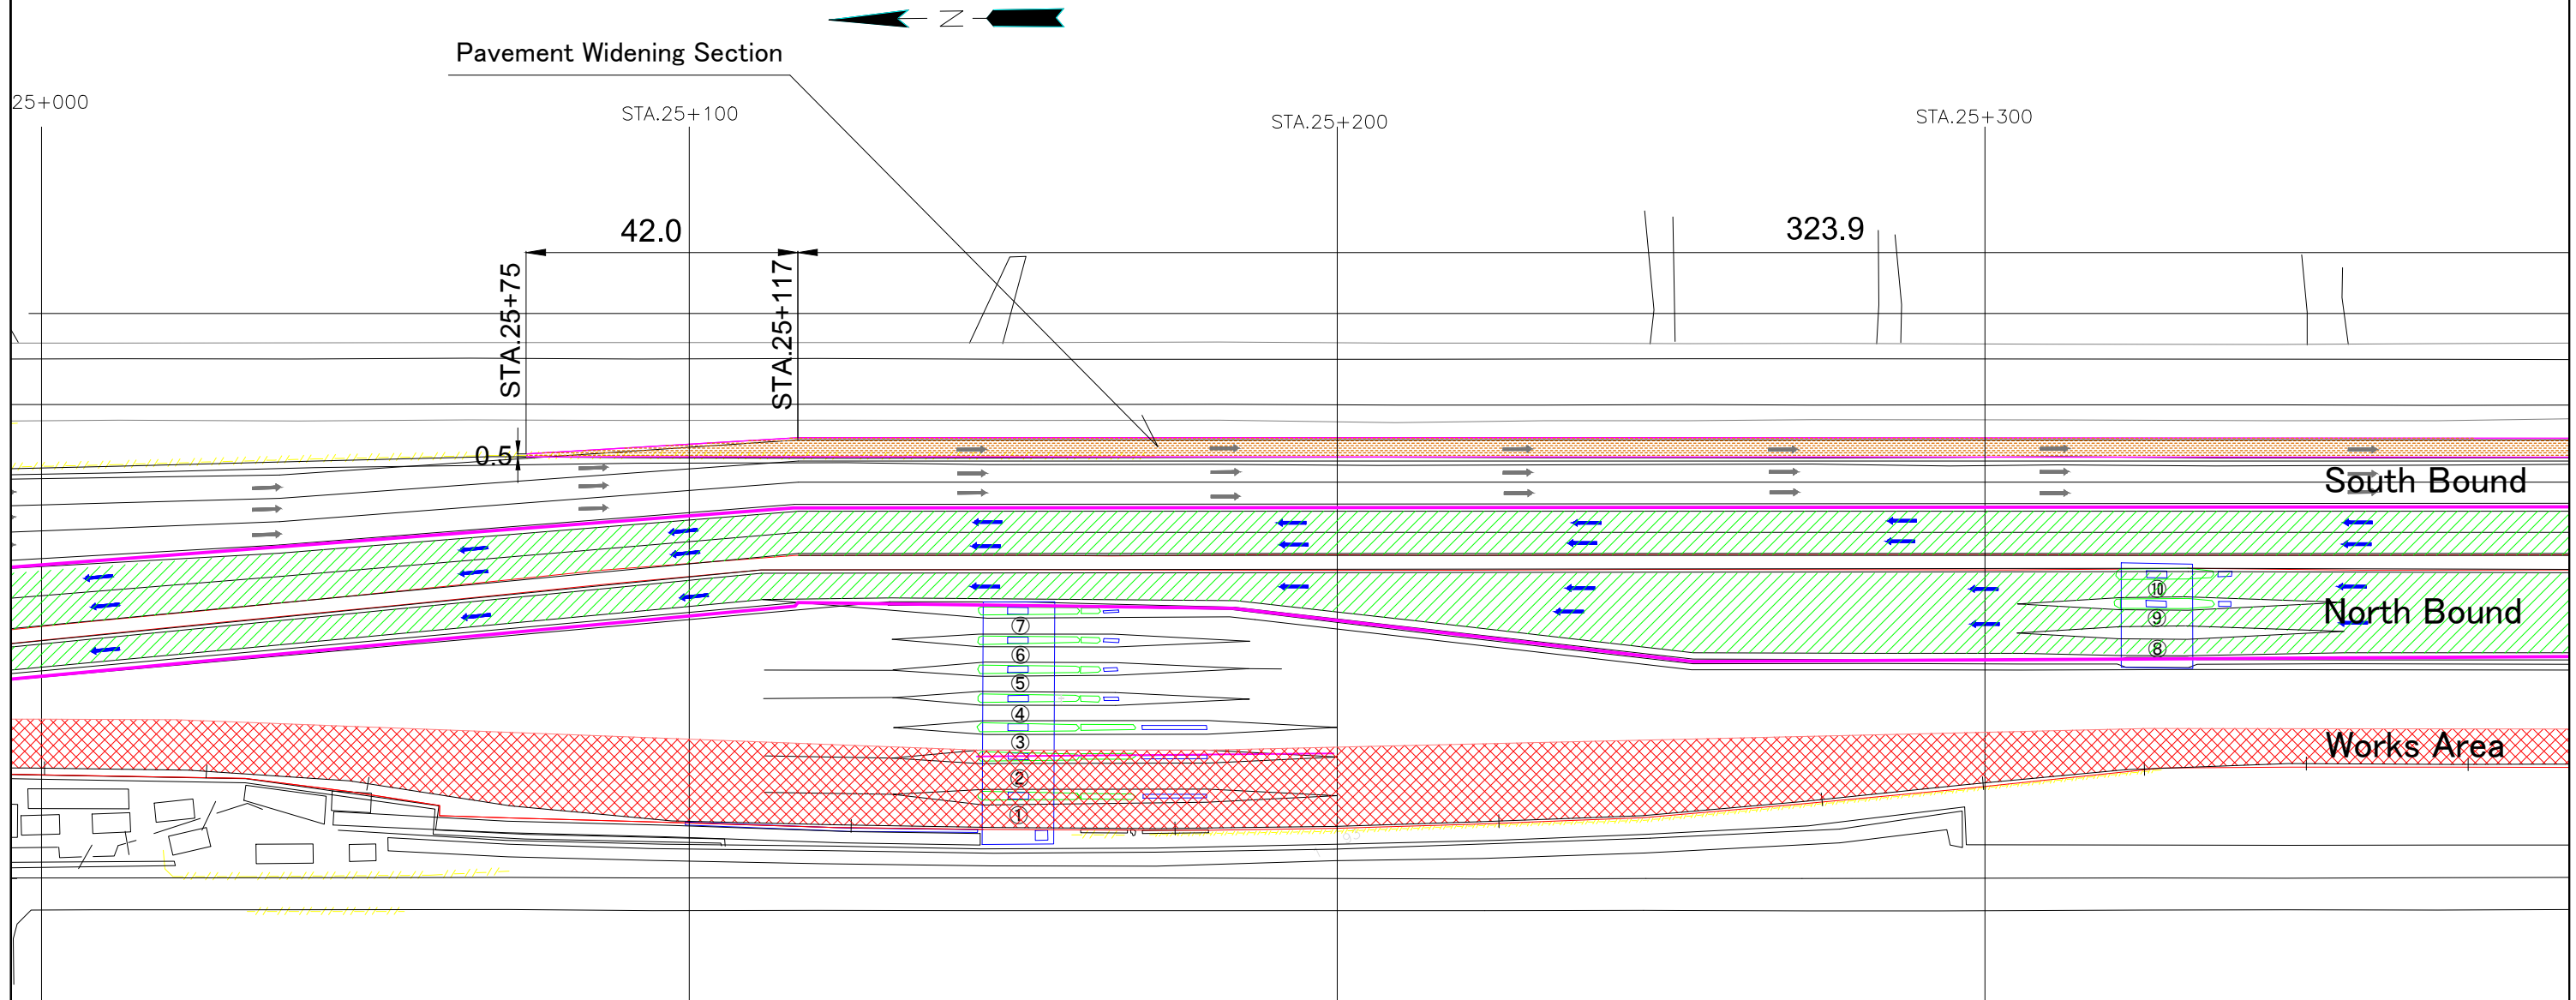 N
Pavement Widening Section
25+000
STA.25+100
STA.25+200
STA.25+300
42.0
323.9
STA.25+75
STA.25+117
0.5
South Bound
North Bound
⑩
⑨
⑧
⑦
⑥
⑤
④
③
②
①
Works Area